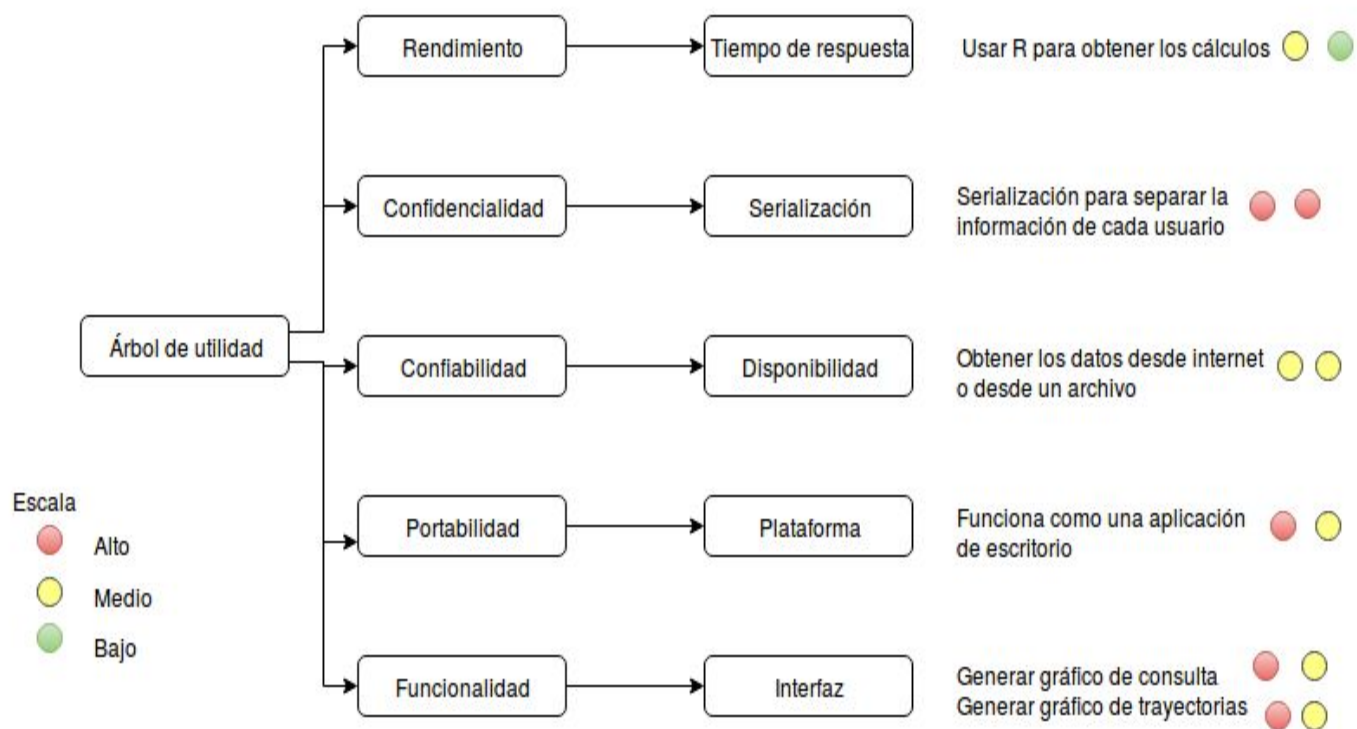 Rendimiento
Tiempo de respuesta
Usar R para obtener los cálculos
Confidencialidad
Serialización
Serialización para separar la
información de cada usuario
Árbol de utilidad
Confiabilidad
Disponibilidad
Obtener los datos desde internet
o desde un archivo
Portabilidad
Plataforma
Funciona como una aplicación
de escritorio
Escala
Alto
Medio
Bajo
Funcionalidad
Interfaz
Generar gráfico de consulta
Generar gráfico de trayectorias